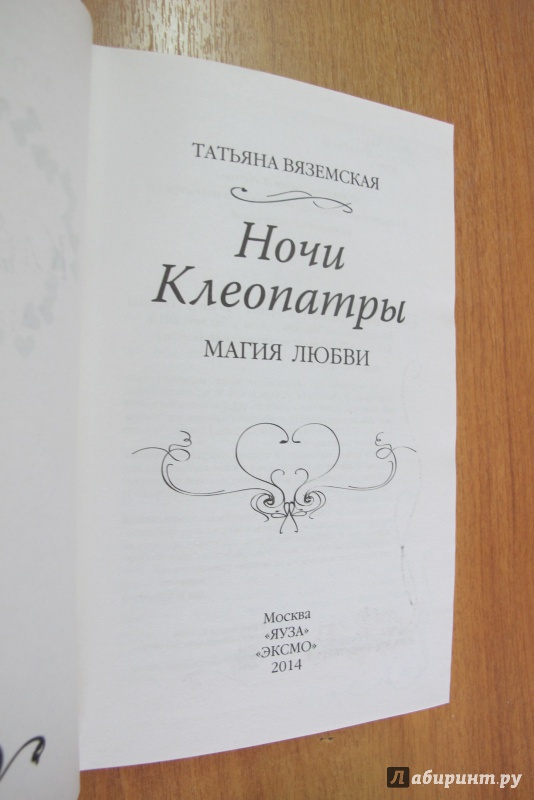 ТАТЬЯНА ВЯЗЕМСКАЯ
Ночи
Клеопатры
МАГИЯ ЛЮБВИ
Москва
«ЯУЗА»
«ЭКСМО»
2014
Лабиринт.ру